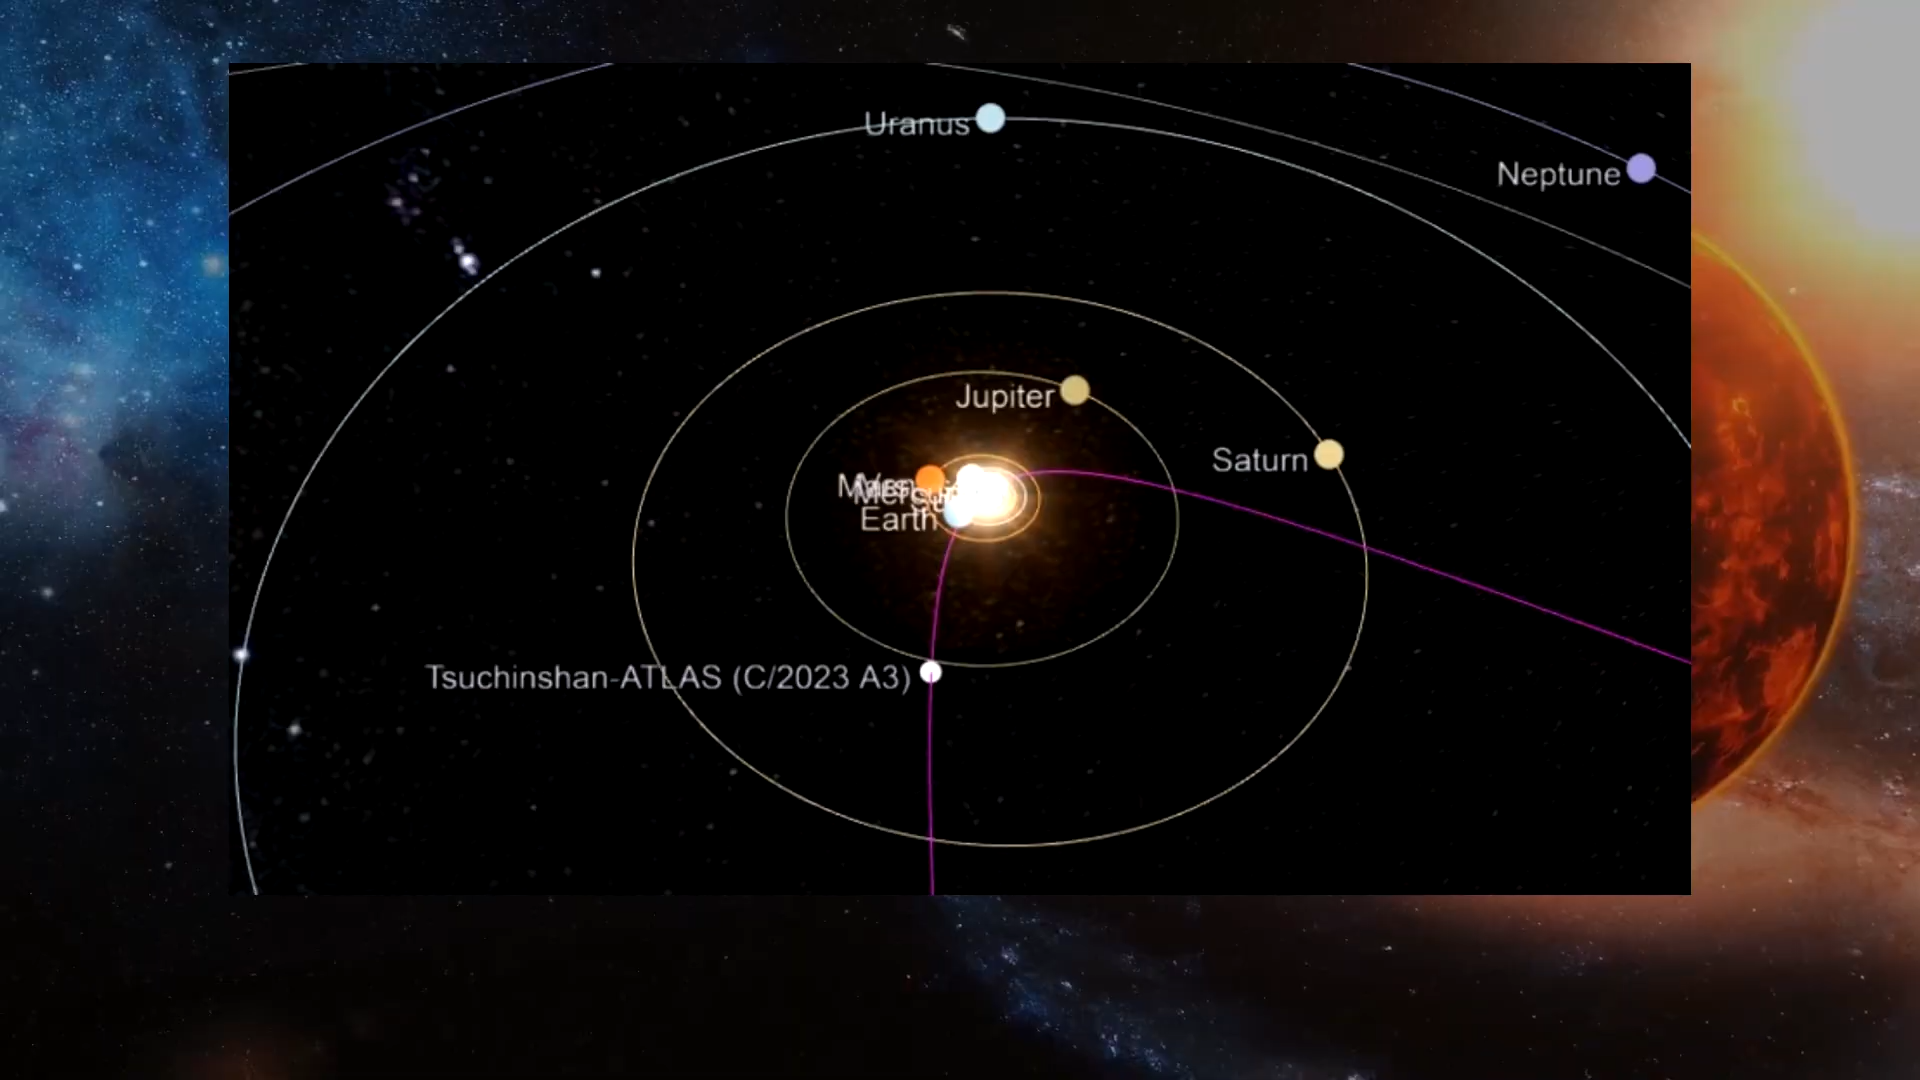 Uranus
Neptune
Jupiter
Saturn
Earth
Tsuchinshan-ATLAS (C/2023 A3)